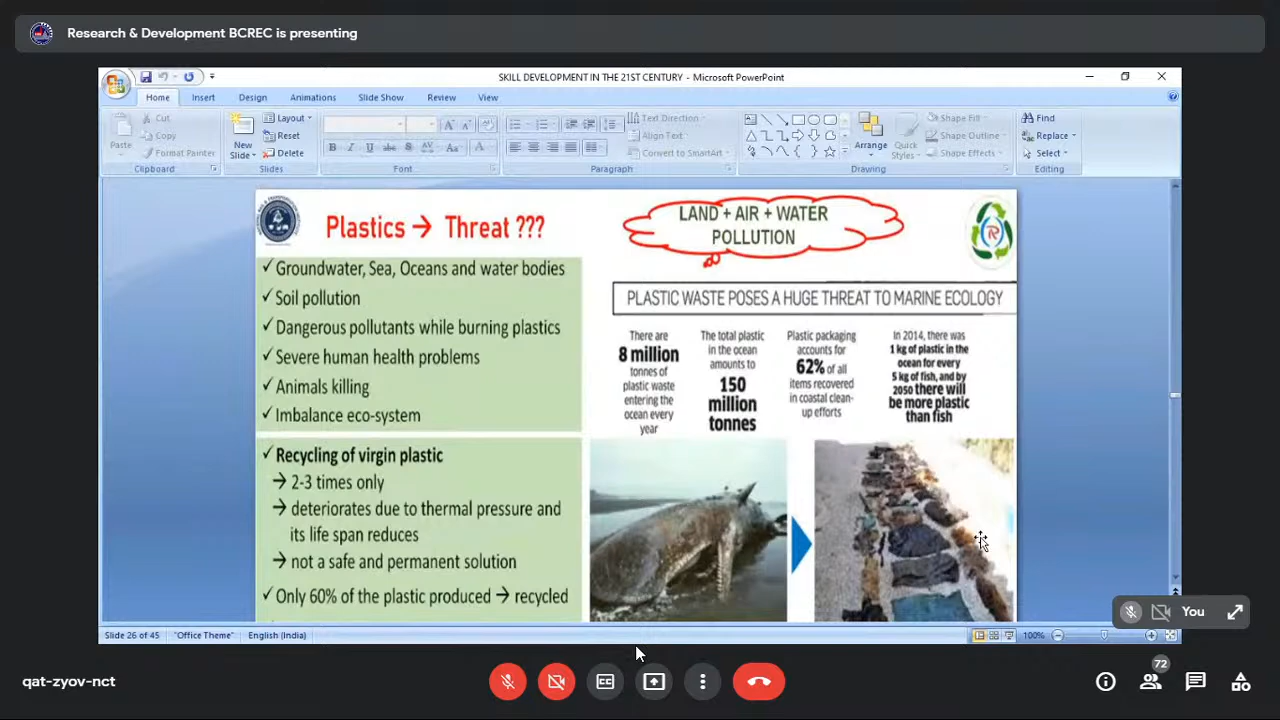 Research & Development BCREC is presenting
SKILL DEVELOPMENT IN THE 21ST CENTURY - Microsoft PowerPoint
Home Insert Design Animations Slide Show Review View
Paste
Cut
Copy
Format Painter
Clipboard
New Slide
Layout
Reset
Delete
Slides
Font
Text Direction
Align Text
Convert to SmartArt
Paragraph
Arrange
Quick Styles
Shape Fill
Shape Outline
Shape Effects
Drawing
Find
Replace
Select
Editing
Plastics → Threat ???
LAND + AIR + WATER
POLLUTION
R
✓Groundwater, Sea, Oceans and water bodies
✓Soil pollution
✓Dangerous pollutants while burning plastics
✓Severe human health problems
✓Animals killing
✓Imbalance eco-system
PLASTIC WASTE POSES A HUGE THREAT TO MARINE ECOLOGY
There are
8 million
tonnes of
plastic waste
entering the
ocean every
year
The total plastic
in the ocean
amounts to
150
million
tonnes
Plastic packaging
accounts for
62% of all
items recovered
in coastal clean-
up efforts
In 2014, there was
1 kg of plastic in the
ocean for every
5 kg of fish, and by
2050 there will
be more plastic
than fish
✓Recycling of virgin plastic
→ 2-3 times only
→ deteriorates due to thermal pressure and
its life span reduces
→ not a safe and permanent solution
✓Only 60% of the plastic produced → recycled
You
Slide 26 of 45 "Office Theme" English (India) 100%
qat-zyov-nct
72